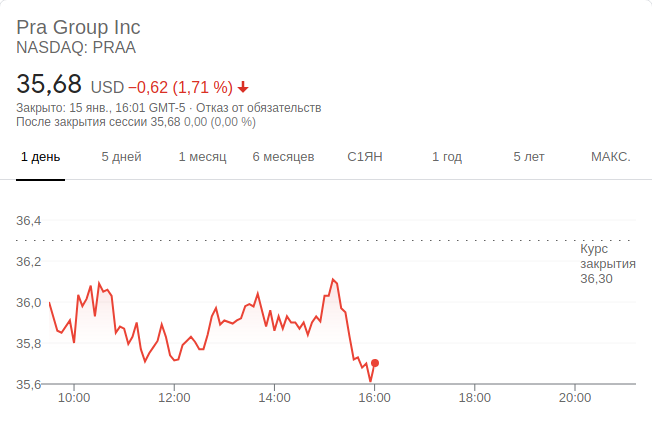 Pra Group Inc
NASDAQ: PRAA
35,68 USD −0,62 (1,71 %)
Закрыто: 15 янв., 16:01 GMT-5 · Отказ от обязательств
После закрытия сессии 35,68 0,00 (0,00 %)
1 день 5 дней 1 месяц 6 месяцев С1ЯН 1 год 5 лет МАКС.
36,4
Курс
закрытия
36,30
36,2
36,0
35,8
35,6
10:00 12:00 14:00 16:00 18:00 20:00